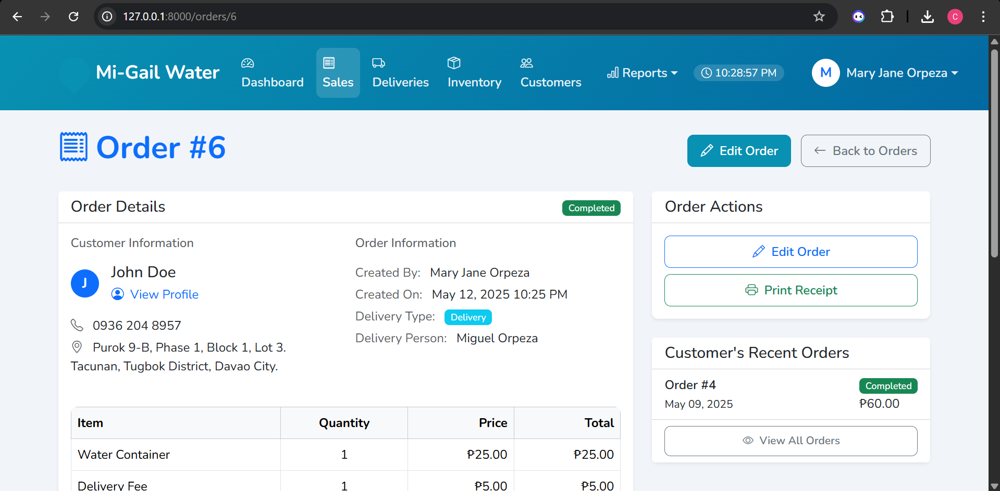 127.0.0.1:8000/orders/6
C
Mi-Gail Water
Dashboard
Sales
Deliveries
Inventory
Customers
Reports
10:28:57 PM
M
Mary Jane Orpeza
Order #6
Edit Order
Back to Orders
Order Details
Completed
Customer Information
J
John Doe
View Profile
0936 204 8957
Purok 9-B, Phase 1, Block 1, Lot 3.
Tacunan, Tugbok District, Davao City.
Order Information
Created By: Mary Jane Orpeza
Created On: May 12, 2025 10:25 PM
Delivery Type: Delivery
Delivery Person: Miguel Orpeza
Item Quantity Price Total
Water Container 1 ₱25.00 ₱25.00
Delivery Fee 1 ₱5.00 ₱5.00
Order Actions
Edit Order
Print Receipt
Customer's Recent Orders
Order #4 Completed
May 09, 2025 ₱60.00
View All Orders